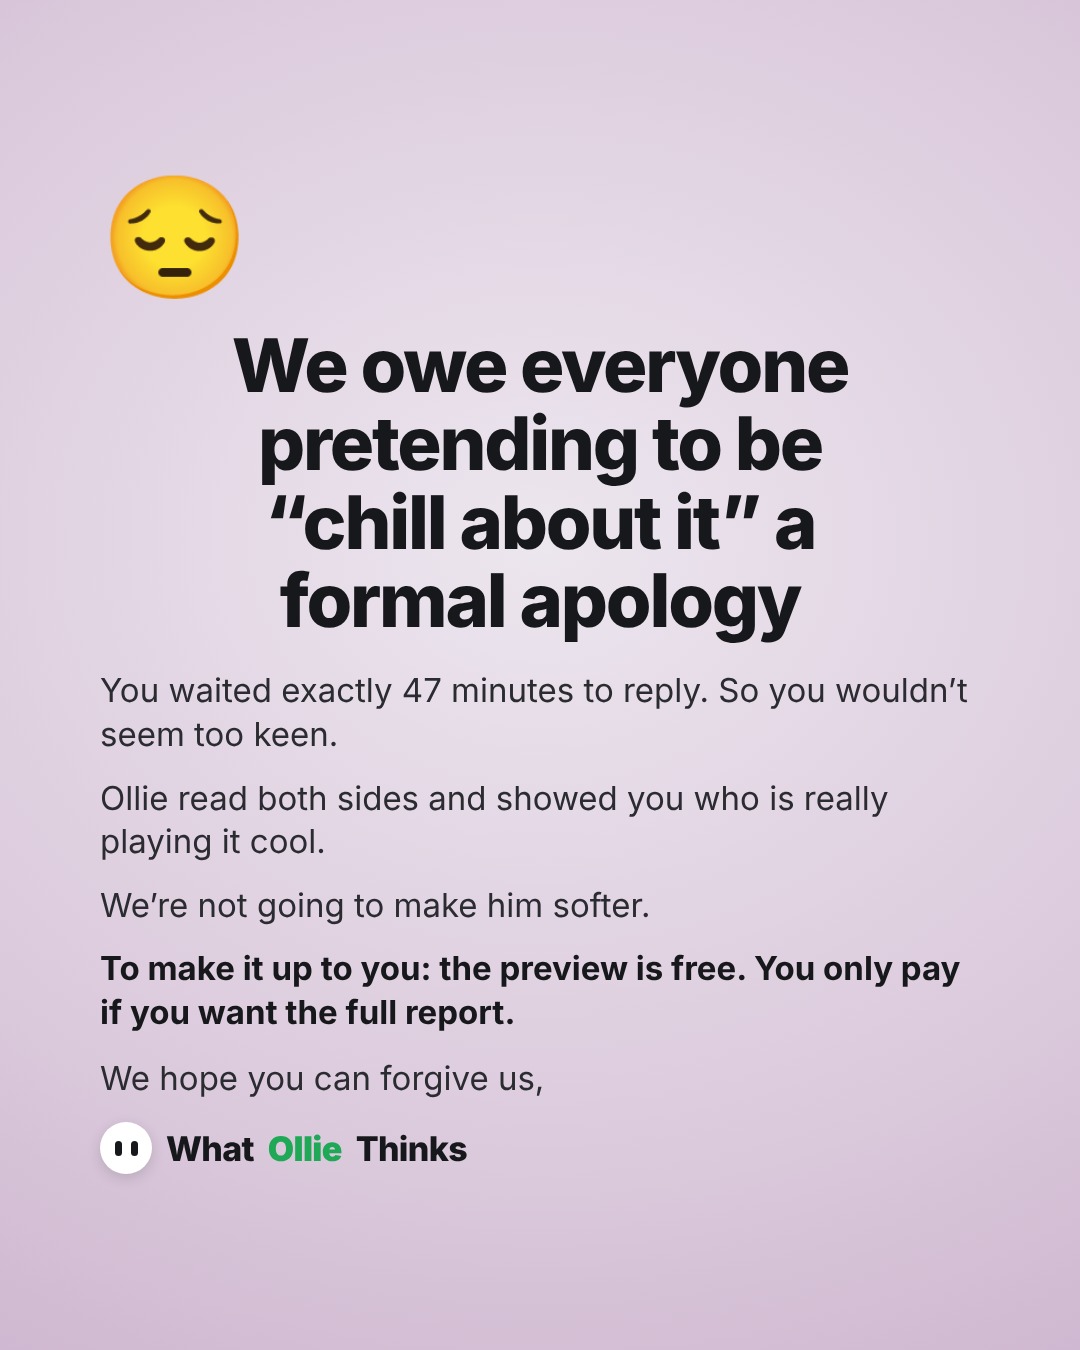 We owe everyone
pretending to be
“chill about it” a
formal apology
You waited exactly 47 minutes to reply. So you wouldn’t
seem too keen.
Ollie read both sides and showed you who is really
playing it cool.
We’re not going to make him softer.
To make it up to you: the preview is free. You only pay
if you want the full report.
We hope you can forgive us,
What Ollie Thinks